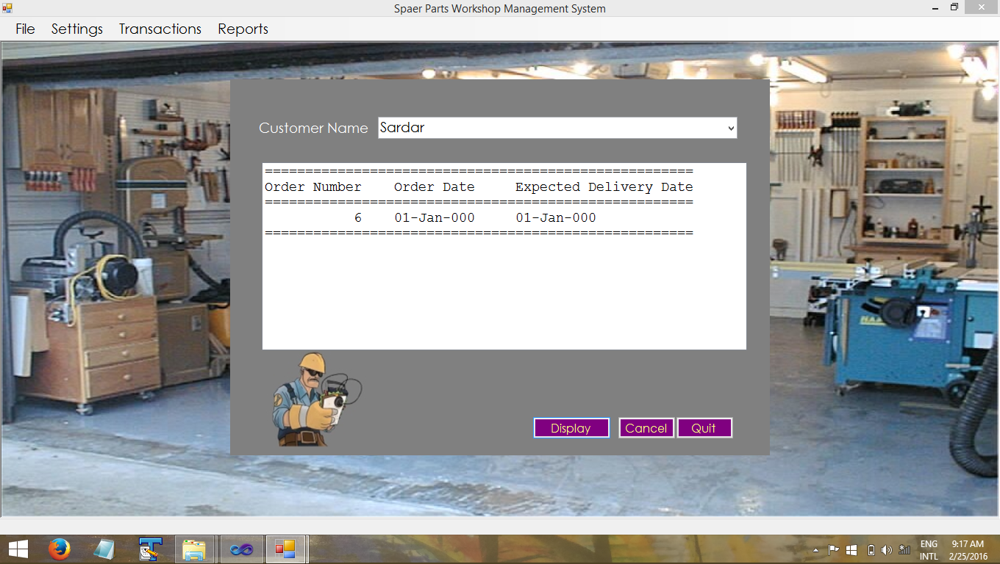 Spaer Parts Workshop Management System
File Settings Transactions Reports
Customer Name Sardar
=====================================================
Order Number Order Date Expected Delivery Date
=====================================================
6 01-Jan-000 01-Jan-000
=====================================================
Display Cancel Quit
ENG 9:17 AM
INTL 2/25/2016